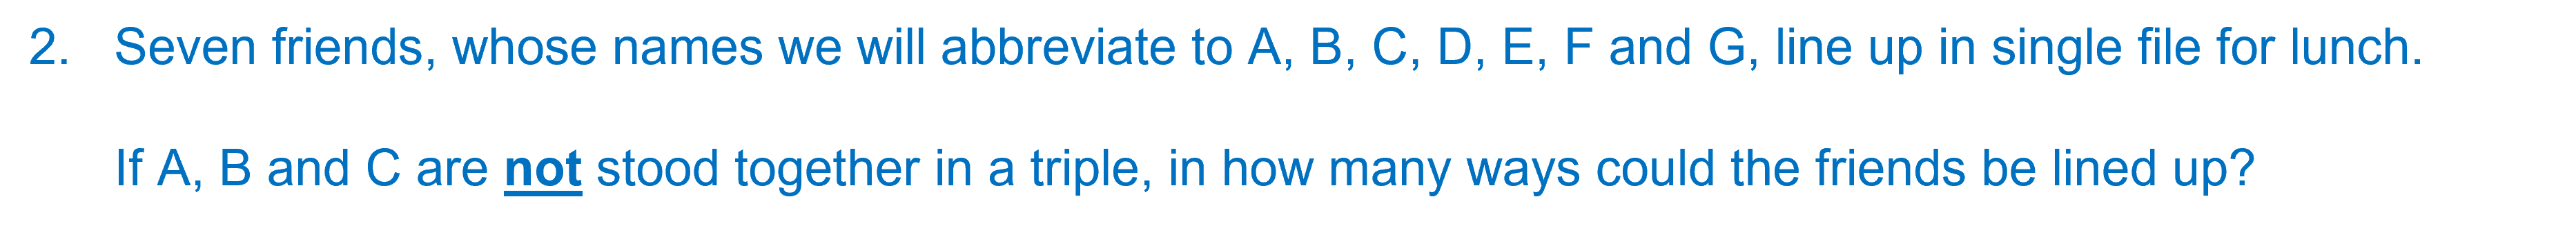 2. Seven friends, whose names we will abbreviate to A, B, C, D, E, F and G, line up in single file for lunch.
If A, B and C are not stood together in a triple, in how many ways could the friends be lined up?